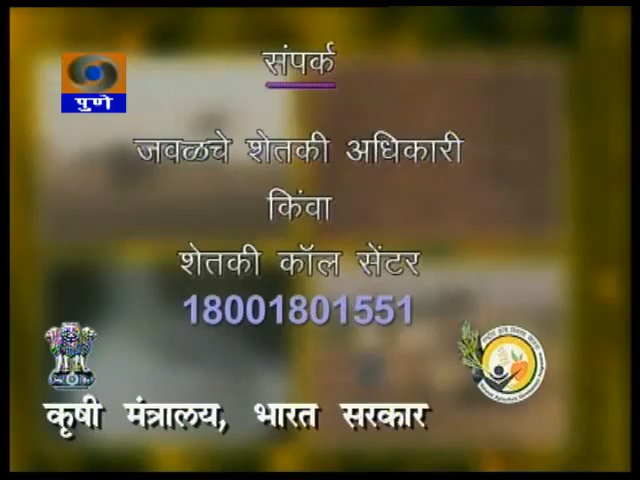 संपर्क
पुणे
जवळचे शेतकी अधिकारी
किंवा
शेतकी कॉल सेंटर
18001801551
कृषी मंत्रालय, भारत सरकार